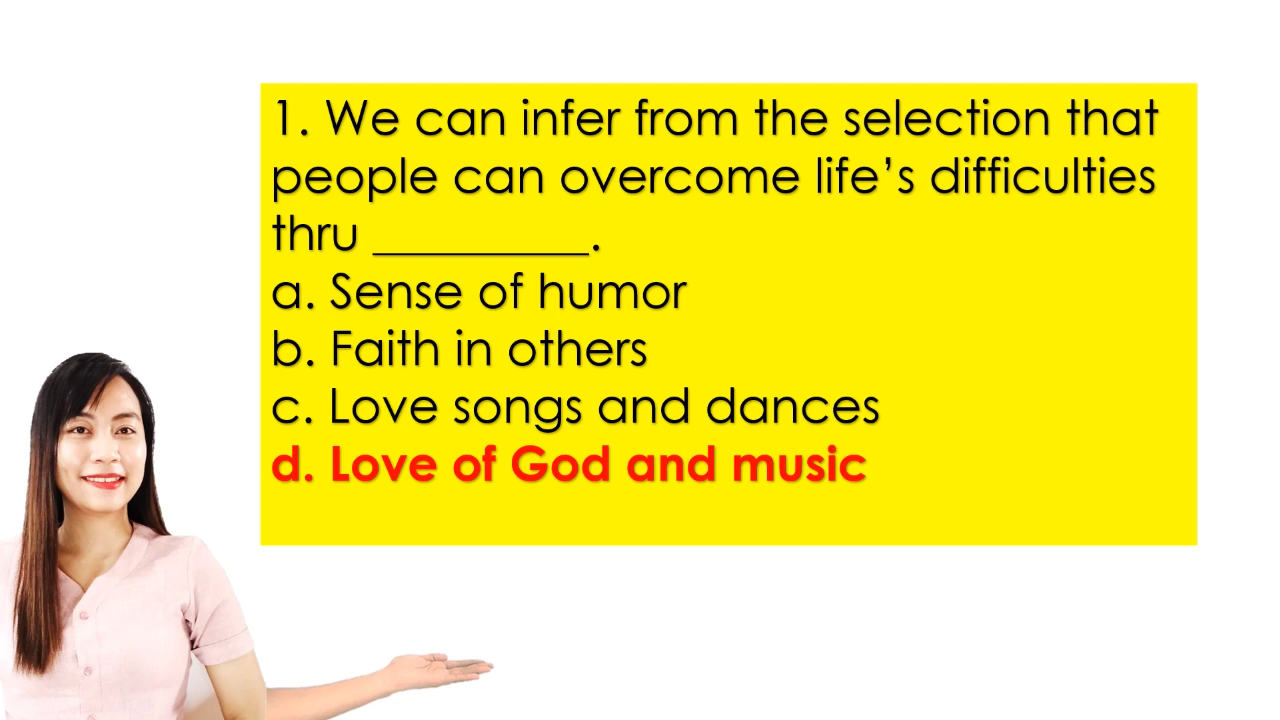 1. We can infer from the selection that
people can overcome life’s difficulties
thru _________.
a. Sense of humor
b. Faith in others
c. Love songs and dances
d. Love of God and music